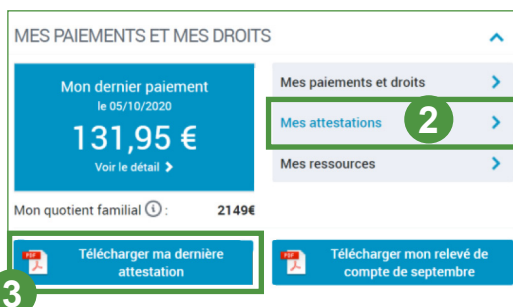 MES PAIEMENTS ET MES DROITS
Mon dernier paiement
le 05/10/2020
131,95 €
Voir le détail
Mes paiements et droits
Mes attestations
2
Mes ressources
Mon quotient familial i : 2149€
3
PDF
Télécharger ma dernière
attestation
PDF
Télécharger mon relevé de
compte de septembre